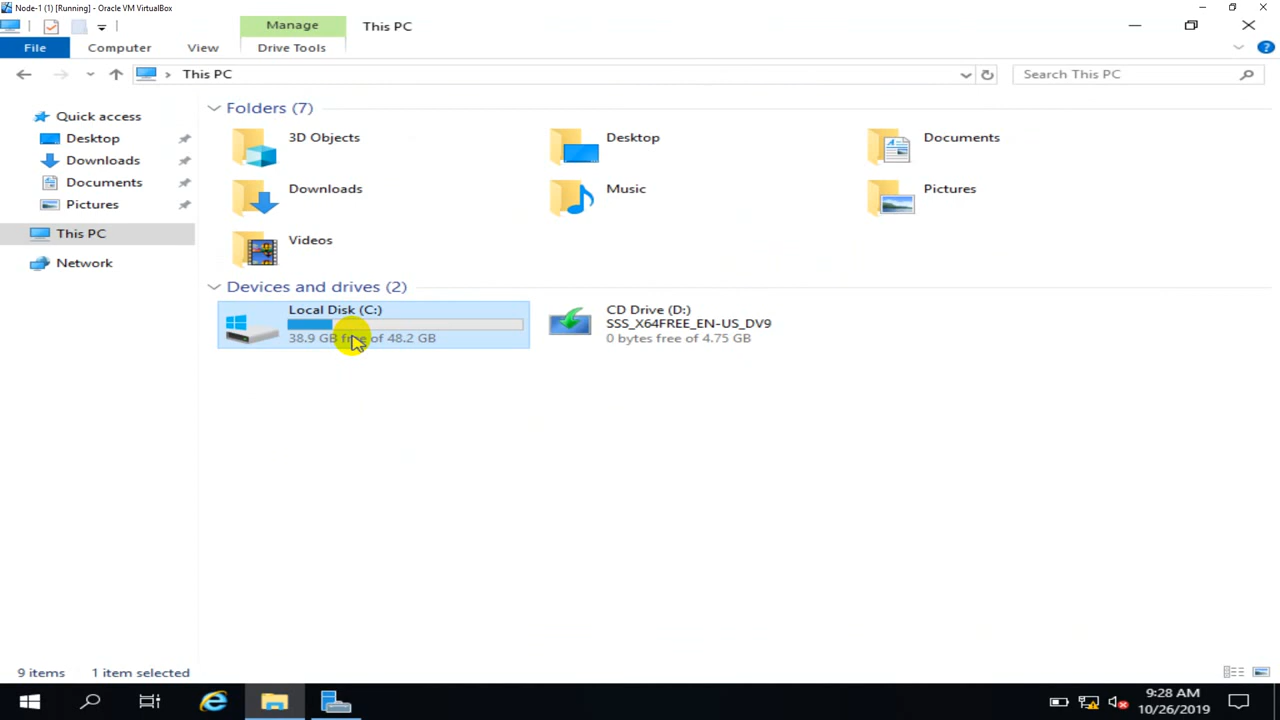 Node-1 (1) [Running] - Oracle VM VirtualBox
Manage
This PC
File
Computer
View
Drive Tools
This PC
Search This PC
Quick access
Desktop
Downloads
Documents
Pictures
This PC
Network
Folders (7)
3D Objects
Desktop
Documents
Downloads
Music
Pictures
Videos
Devices and drives (2)
Local Disk (C:)
38.9 GB free of 48.2 GB
CD Drive (D:)
SSS_X64FREE_EN-US_DV9
0 bytes free of 4.75 GB
9 items
1 item selected
9:28 AM
10/26/2019